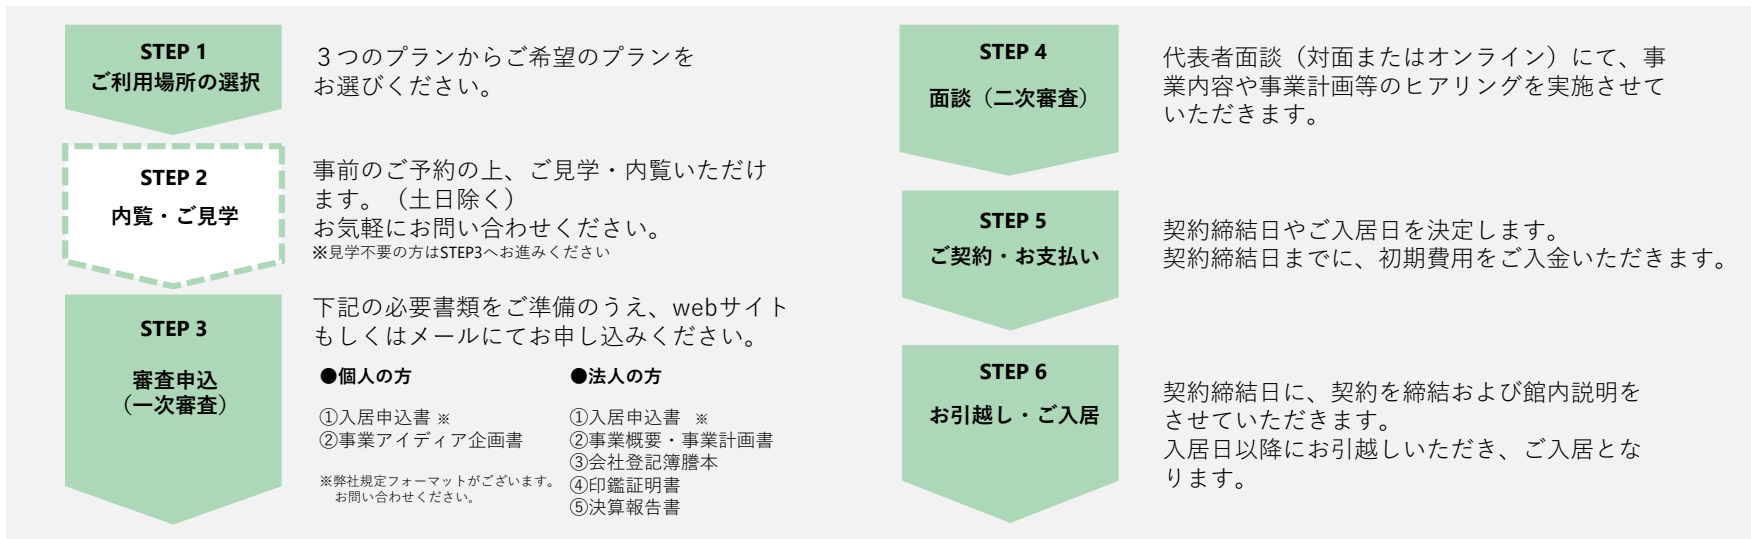 STEP 1
ご利用場所の選択
３つのプランからご希望のプランを
お選びください。
STEP 2
内覧・ご見学
事前のご予約の上、ご見学・内覧いただけ
ます。（土日除く）
お気軽にお問い合わせください。
※見学不要の方はSTEP3へお進みください
STEP 3
審査申込
（一次審査）
下記の必要書類をご準備のうえ、webサイト
もしくはメールにてお申し込みください。
●個人の方
①入居申込書 ※
②事業アイディア企画書
※弊社規定フォーマットがございます。
お問い合わせください。
●法人の方
①入居申込書 ※
②事業概要・事業計画書
③会社登記簿謄本
④印鑑証明書
⑤決算報告書
STEP 4
面談（二次審査）
代表者面談（対面またはオンライン）にて、事
業内容や事業計画等のヒアリングを実施させて
いただきます。
STEP 5
ご契約・お支払い
契約締結日やご入居日を決定します。
契約締結日までに、初期費用をご入金いただきます。
STEP 6
お引越し・ご入居
契約締結日に、契約を締結および館内説明を
させていただきます。
入居日以降にお引越しいただき、ご入居とな
ります。